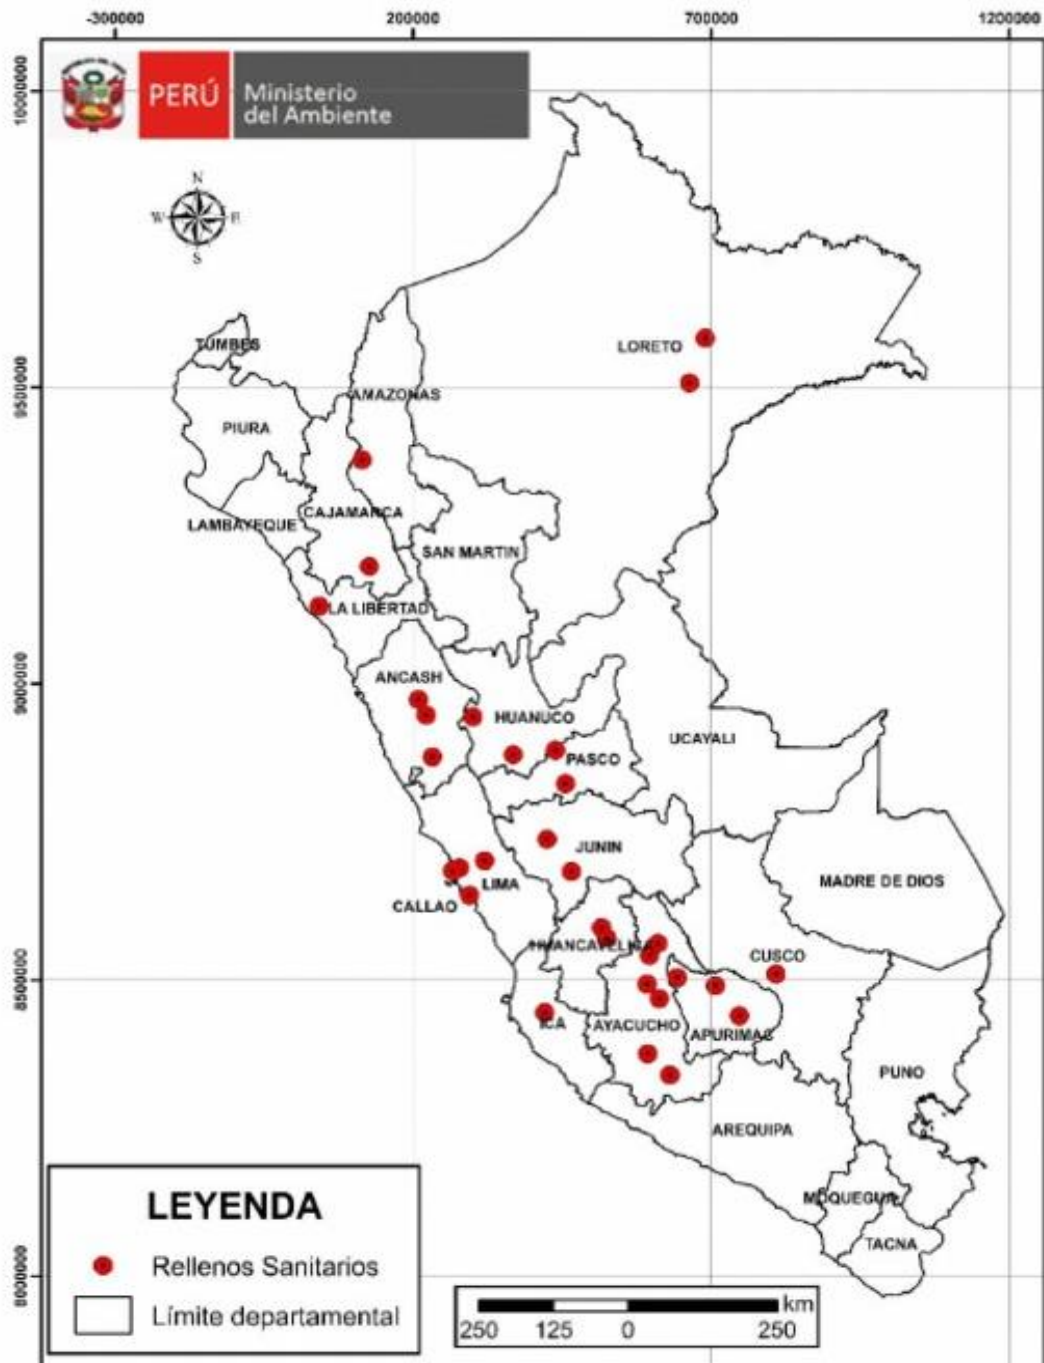 -300000
200000
700000
1200000
PERÚ
Ministerio
del Ambiente
N
W
E
S
10000000
9500000
9000000
8500000
8000000
TUMBES
LORETO
AMAZONAS
PIURA
CAJAMARCA
LAMBAYEQUE
SAN MARTIN
LA LIBERTAD
ANCASH
HUANUCO
UCAYALI
PASCO
JUNIN
LIMA
MADRE DE DIOS
CALLAO
HUANCAVELICA
CUSCO
ICA
AYACUCHO
APURIMAC
PUNO
AREQUIPA
MOQUEGUA
TACNA
LEYENDA
Rellenos Sanitarios
Límite departamental
km
250 125 0 250